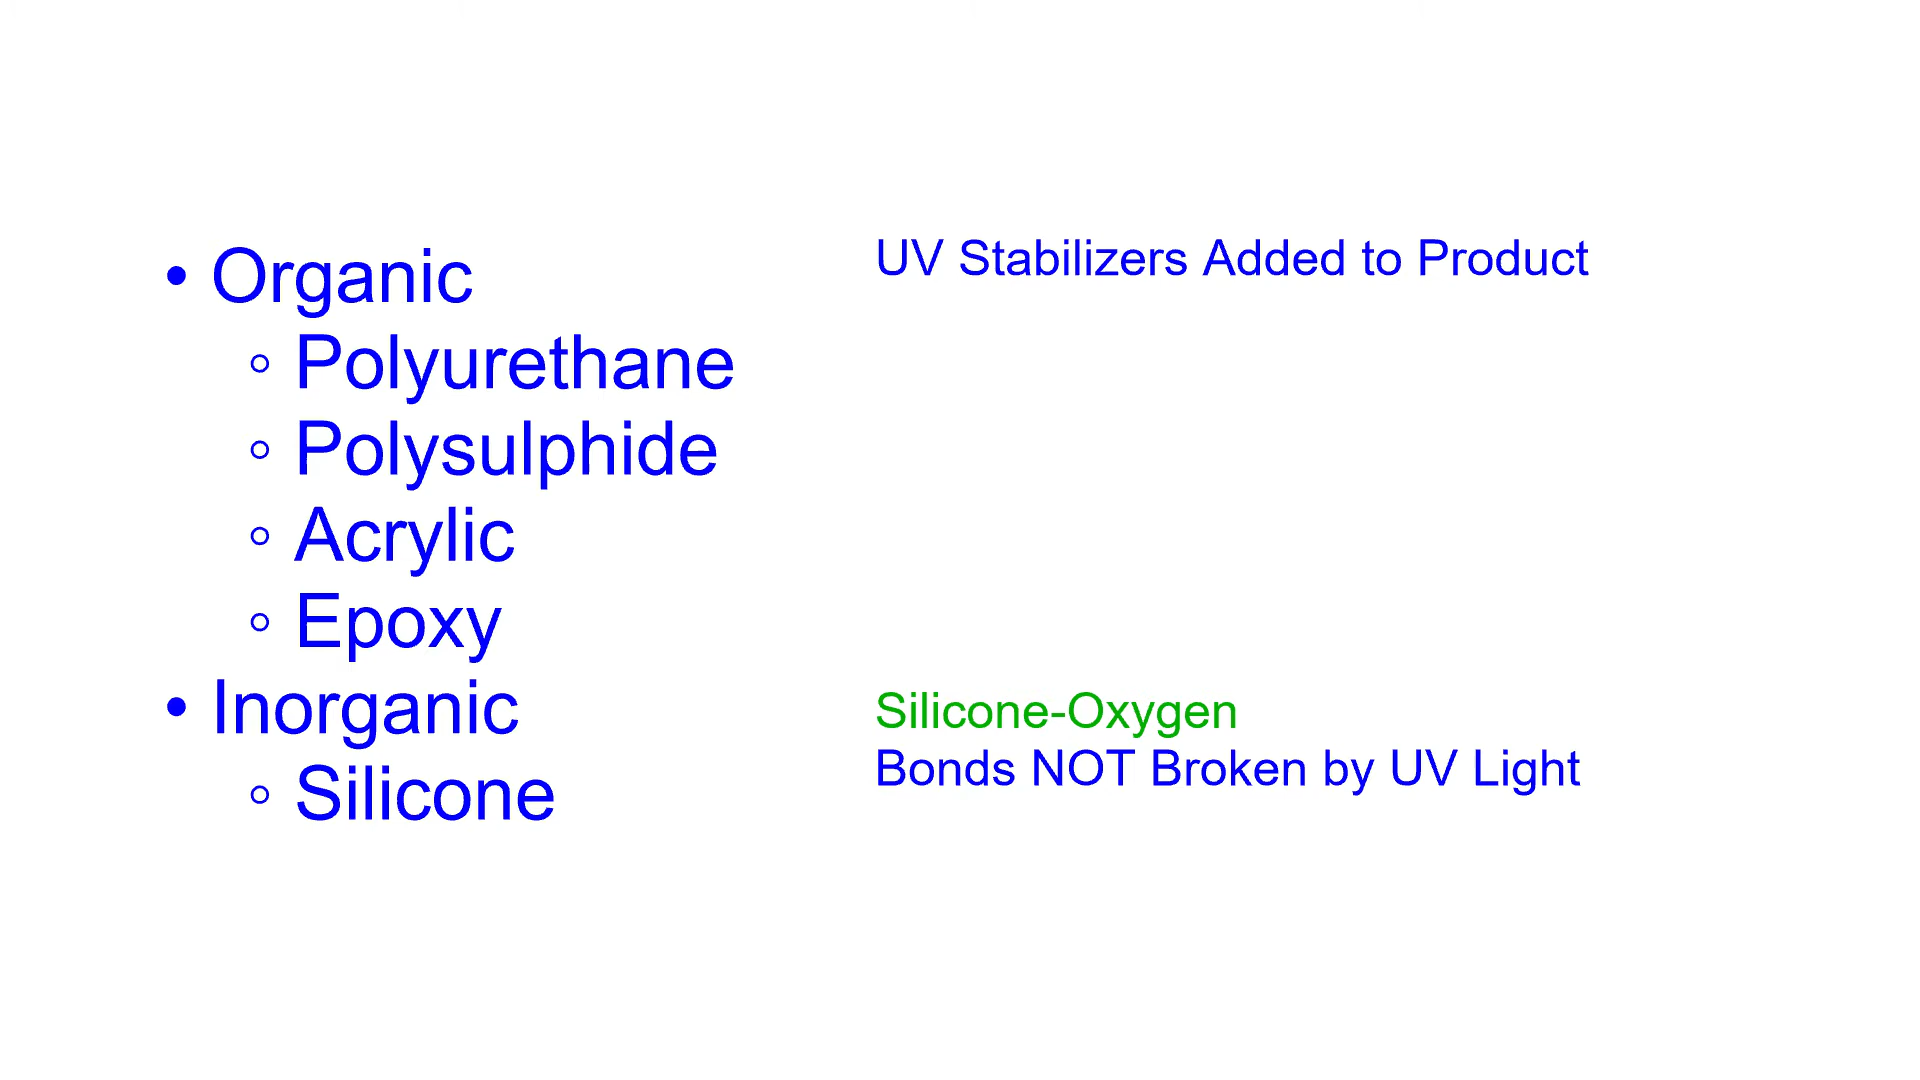 • Organic
UV Stabilizers Added to Product
◦ Polyurethane
◦ Polysulphide
◦ Acrylic
◦ Epoxy
• Inorganic
Silicone-Oxygen
Bonds NOT Broken by UV Light
◦ Silicone